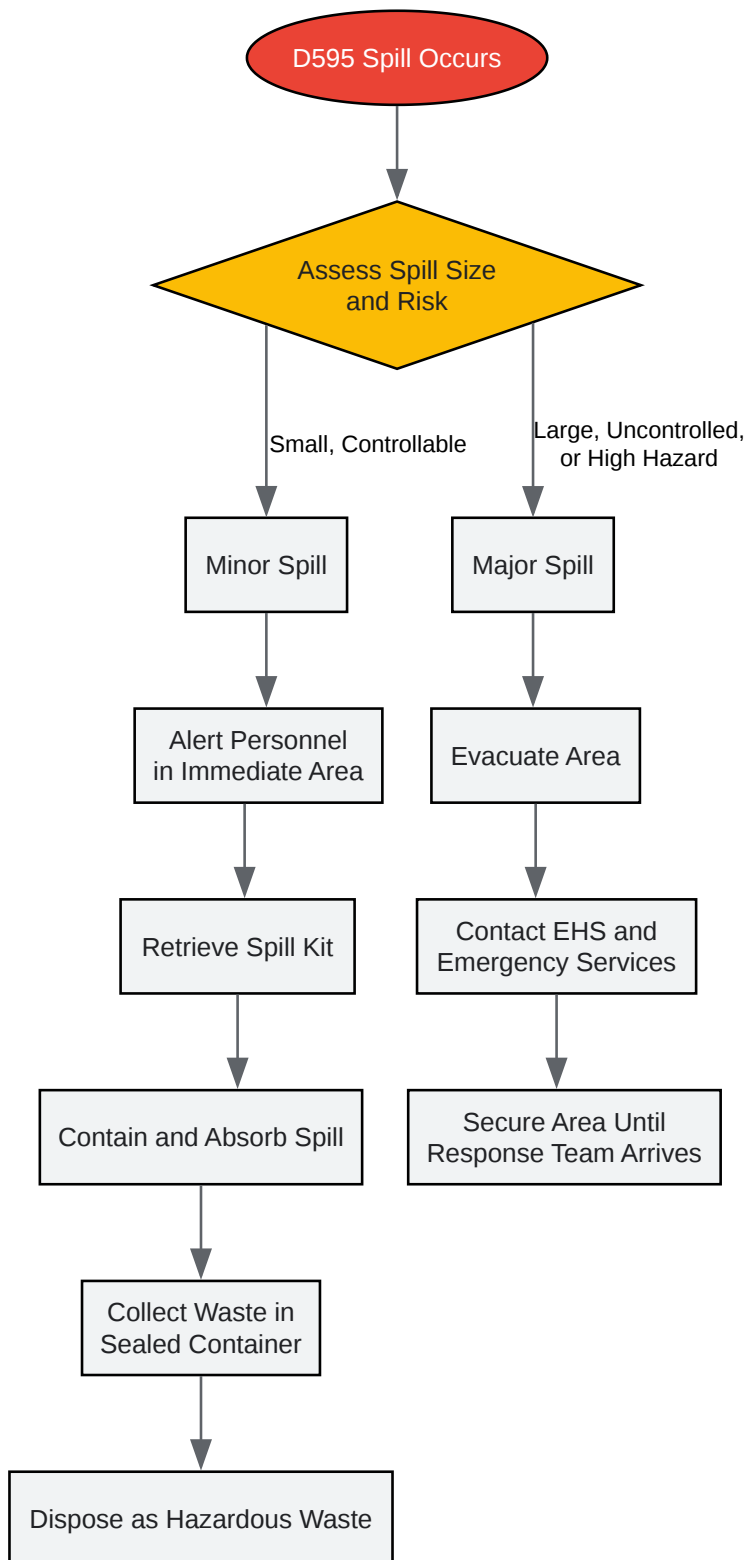 D595 Spill Occurs
Assess Spill Size
and Risk
Small, Controllable
Large, Uncontrolled,
or High Hazard
Minor Spill
Major Spill
Alert Personnel
in Immediate Area
Evacuate Area
Retrieve Spill Kit
Contact EHS and
Emergency Services
Contain and Absorb Spill
Secure Area Until
Response Team Arrives
Collect Waste in
Sealed Container
Dispose as Hazardous Waste